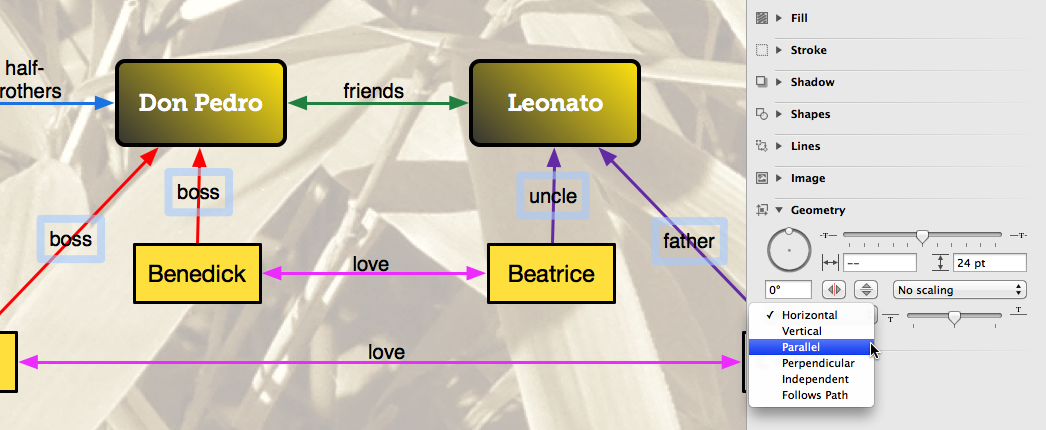 half-
rothers
Don Pedro
friends
Leonato
boss
boss
uncle
father
Benedick
love
Beatrice
love
Fill
Stroke
Shadow
Shapes
Lines
Image
Geometry
-T-
-T-
--
24 pt
0°
No scaling
T
T
✓ Horizontal
Vertical
Parallel
Perpendicular
Independent
Follows Path